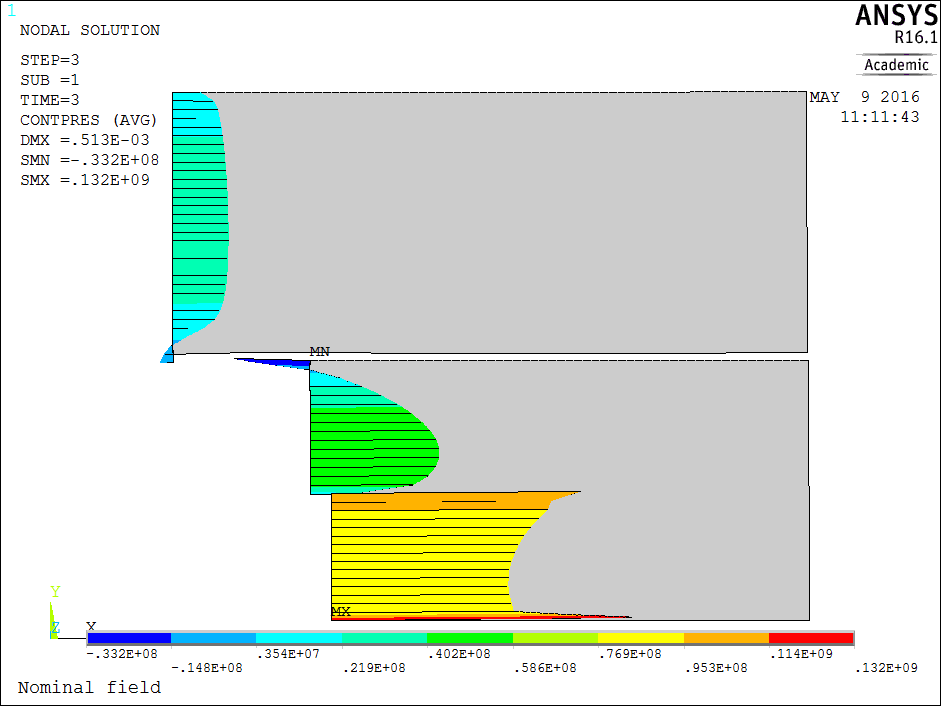 1
NODAL SOLUTION
STEP=3
SUB =1
TIME=3
CONTPRES (AVG)
DMX =.513E-03
SMN =-.332E+08
SMX =.132E+09
ANSYS
R16.1
Academic
MAY  9 2016
11:11:43
MN
MX
Y
Z
X
-.332E+08
-.148E+08
.354E+07
.219E+08
.402E+08
.586E+08
.769E+08
.953E+08
.114E+09
.132E+09
Nominal field